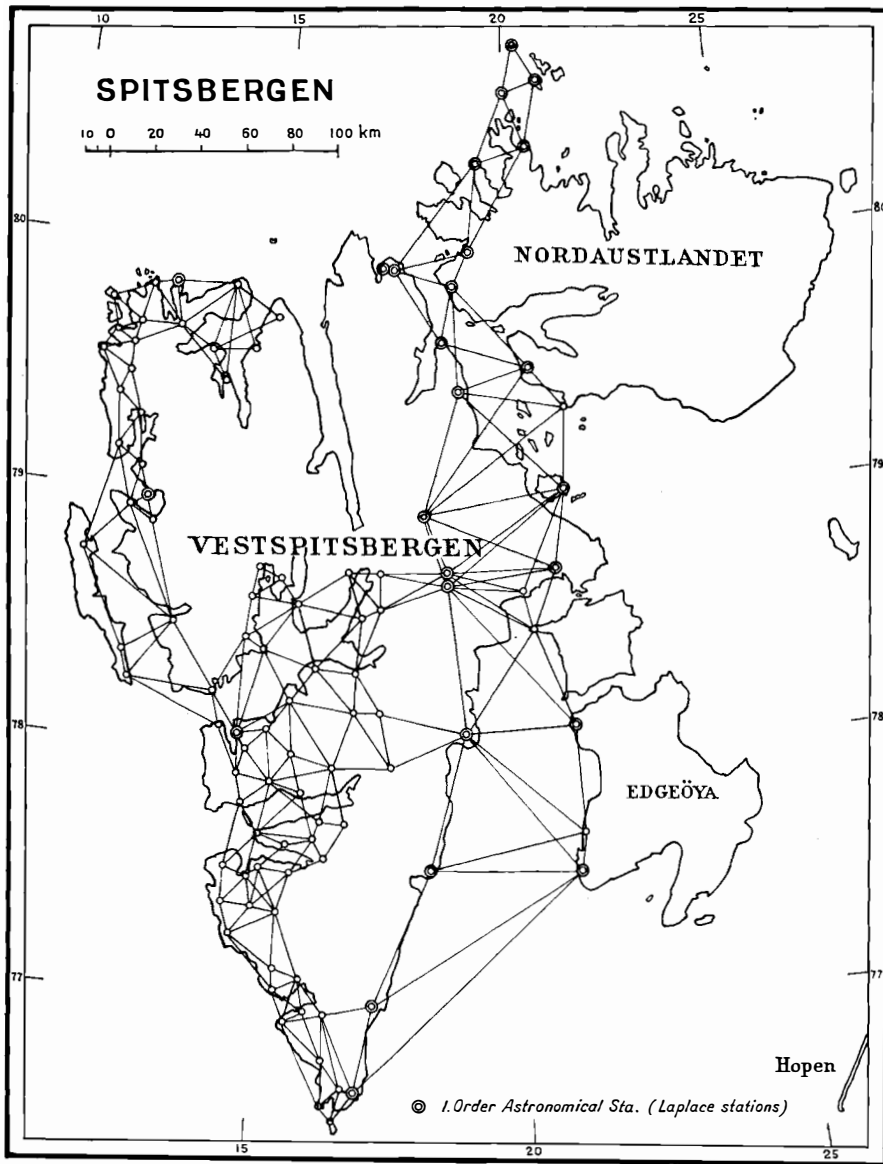 10 15 20 25
SPITSBERGEN
10 0 20 40 60 80 100 km
80 80
NORDAUSTLANDET
79 79
VESTSPITSBERGEN
78 78
EDGEÖYA
77 77
Hopen
1. Order Astronomical Sta. (Laplace stations)
15 20 25